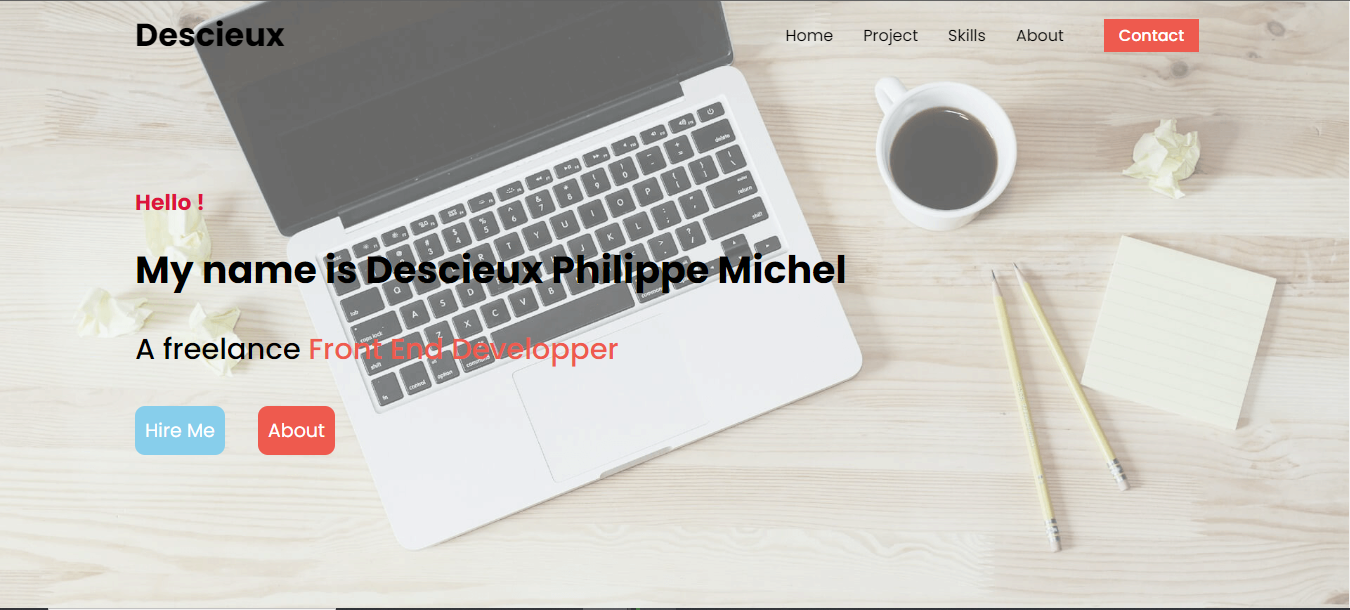 Descieux
Home Project Skills About Contact
Hello !
My name is Descieux Philippe Michel
A freelance Front End Developper
Hire Me About